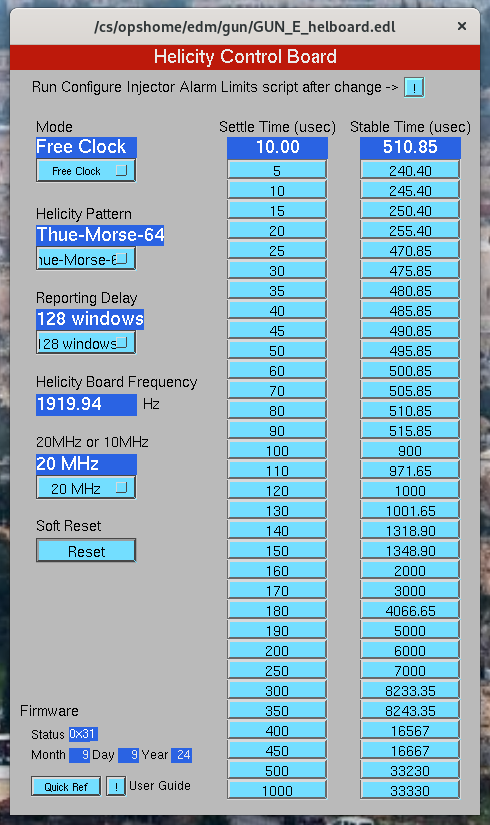 /cs/opshome/edm/gun/GUN_E_helboard.edl ×
Helicity Control Board
Run Configure Injector Alarm Limits script after change -> !
Mode
Free Clock
Free Clock
Helicity Pattern
Thue-Morse-64
hue-Morse-6
Reporting Delay
128 windows
128 windows
Helicity Board Frequency
1919.94 Hz
20MHz or 10MHz
20 MHz
20 MHz
Soft Reset
Reset
Settle Time (usec)
10.00
5
10
15
20
25
30
35
40
45
50
60
70
80
90
100
110
120
130
140
150
160
170
180
190
200
250
300
350
400
450
500
1000
Stable Time (usec)
510.85
240.40
245.40
250.40
255.40
470.85
475.85
480.85
485.85
490.85
495.85
500.85
505.85
510.85
515.85
900
971.65
1000
1001.65
1318.90
1348.90
2000
3000
4066.65
5000
6000
7000
8233.35
8243.35
16567
16667
33230
33330
Firmware
Status 0x31
Month 9 Day 9 Year 24
Quick Ref ! User Guide